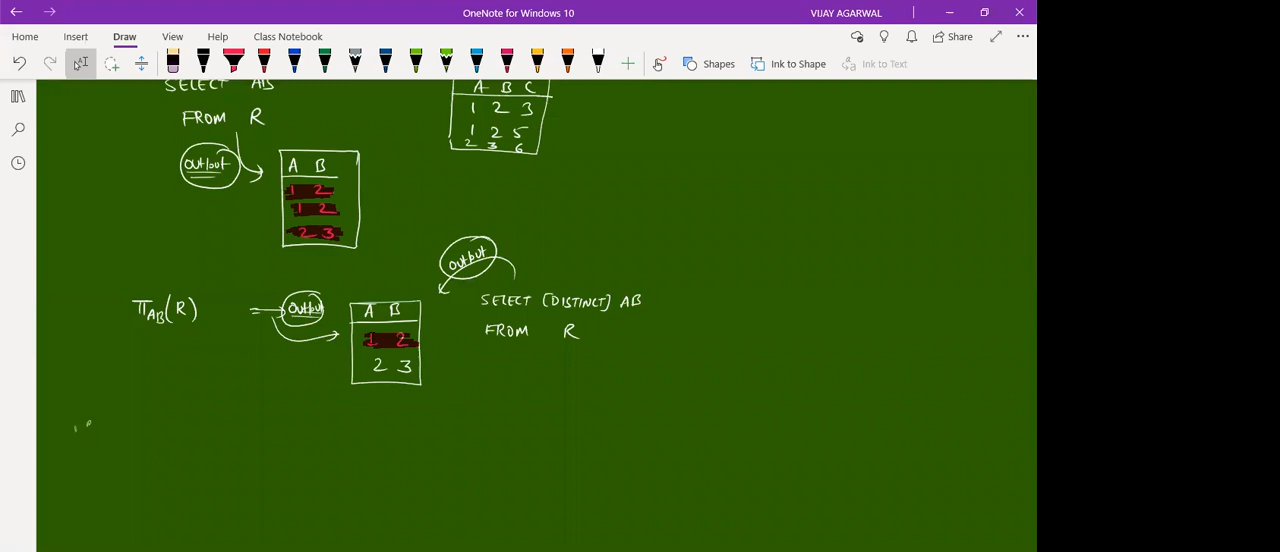 OneNote for Windows 10
VIJAY AGARWAL
Home Insert Draw View Help Class Notebook
Share
Shapes Ink to Shape Ink to Text
SELECT AB
FROM R
A B C
1 2 3
1 2 5
2 3 6
output
A B
1 2
1 2
2 3
output
π AB (R) = output
A B
1 2
2 3
SELECT [DISTINCT] AB
FROM R